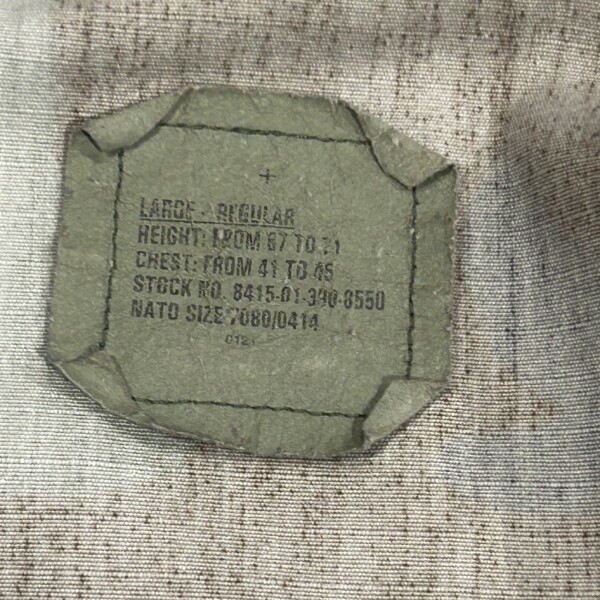 +
LARGE - REGULAR
HEIGHT: FROM 67 TO 71
CHEST: FROM 41 TO 45
STOCK NO. 8415-01-390-8550
NATO SIZE 7080/0414